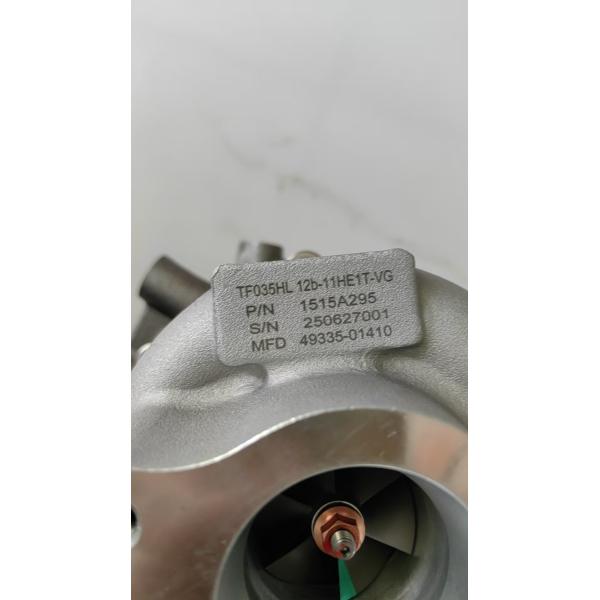 TF035HL 12b-11HE1T-VG
P/N 1515A295
S/N 250627001
MFD 49335-01410